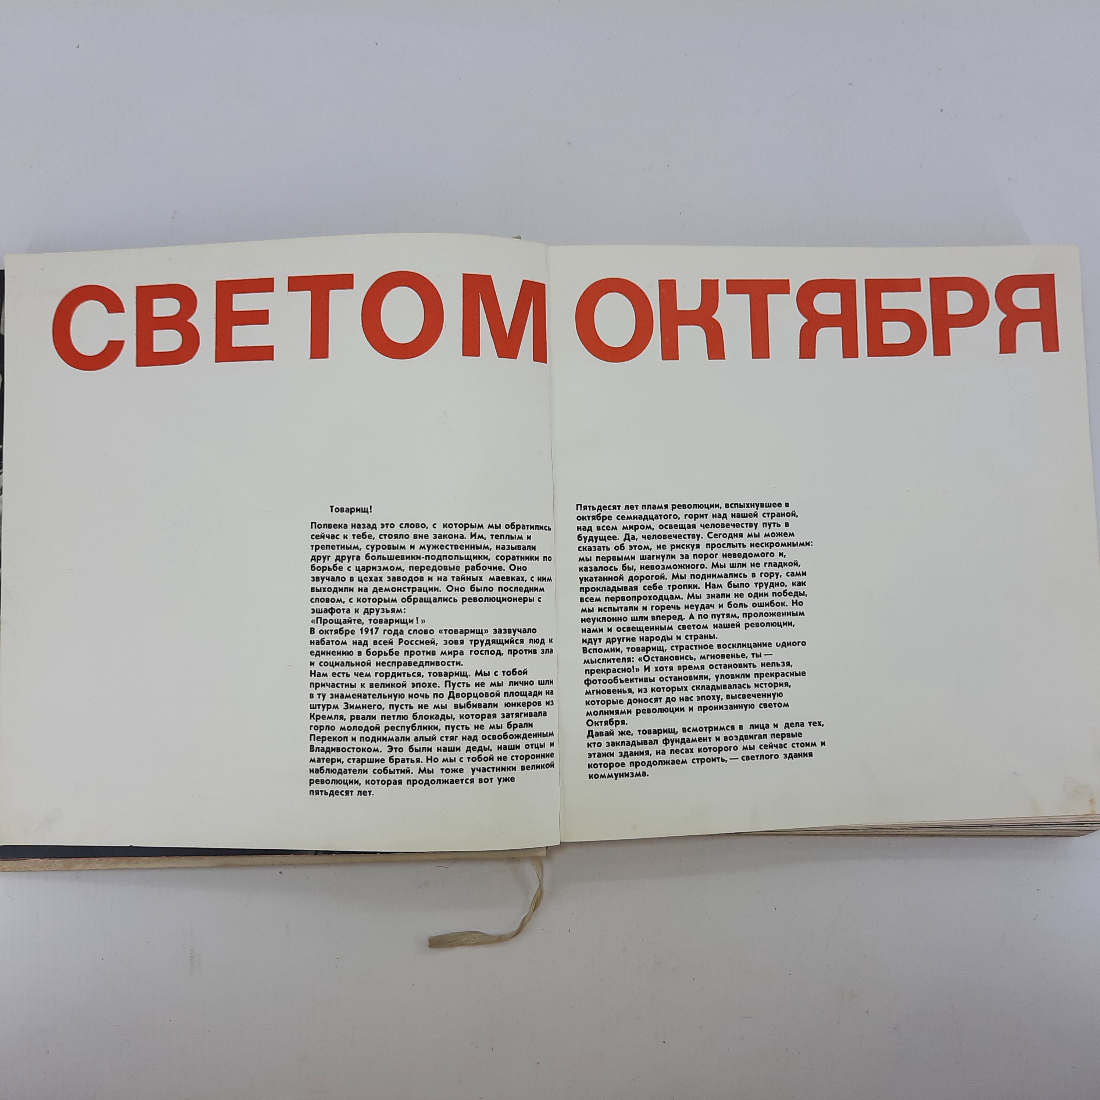 СВЕТОМ ОКТЯБРЯ
Товарищ!
Полвека назад это слово, с которым мы обратились
сейчас к тебе, стояло вне закона. Им, теплым и
трепетным, суровым и мужественным, называли
друг друга большевики-подпольщики, соратники по
борьбе с царизмом, передовые рабочие. Оно
звучало в цехах заводов и на тайных маевках, с ним
выходили на демонстрации. Оно было последним
словом, с которым обращались революционеры с
эшафота к друзьям:
«Прощайте, товарищи!»
В октябре 1917 года слово «товарищ» зазвучало
набатом над всей Россией, зовя трудящийся люд к
единению в борьбе против мира господ, против зла
и социальной несправедливости.
Нам есть чем гордиться, товарищ. Мы с тобой
причастны к великой эпохе. Пусть не мы лично шли
в ту знаменательную ночь по Дворцовой площади на
штурм Зимнего, пусть не мы выбивали юнкеров из
Кремля, рвали петлю блокады, которая затягивала
горло молодой республики, пусть не мы брали
Перекоп и поднимали алый стяг над освобожденным
Владивостоком. Это были наши деды, наши отцы и
матери, старшие братья. Но мы с тобой не сторонние
наблюдатели событий. Мы тоже участники великой
революции, которая продолжается вот уже
пятьдесят лет.
Пятьдесят лет пламя революции, вспыхнувшее в
октябре семнадцатого, горит над нашей страной,
над всем миром, освещая человечеству путь в
будущее. Да, человечеству. Сегодня мы можем
сказать об этом, не рискуя прослыть нескромными:
мы первыми шагнули за порог неведомого и,
казалось бы, невозможного. Мы шли не гладкой,
укатанной дорогой. Мы поднимались в гору, сами
прокладывая себе тропки. Нам было трудно, как
всем первопроходцам. Мы знали не одни победы,
мы испытали и горечь неудач и боль ошибок. Но
неуклонно шли вперед. А по путям, проложенным
нами и освещенным светом нашей революции,
идут другие народы и страны.
Вспомни, товарищ, страстное восклицание одного
мыслителя: «Остановись, мгновенье, ты —
прекрасно!» И хотя время остановить нельзя,
фотообъективы остановили, уловили прекрасные
мгновенья, из которых складывалась история,
которые доносят до нас эпоху, высвеченную
молниями революции и пронизанную светом
Октября.
Давай же, товарищ, всмотримся в лица и дела тех,
кто закладывал фундамент и воздвигал первые
этажи здания, на лесах которого мы сейчас стоим и
которое продолжаем строить, — светлого здания
коммунизма.